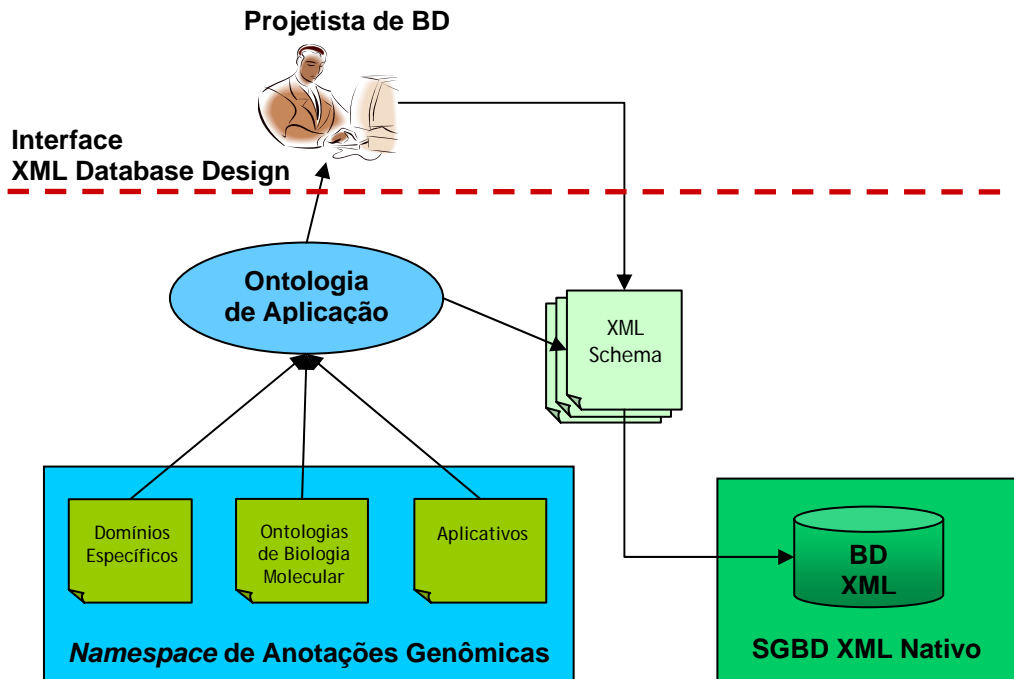 Projetista de BD
Interface
XML Database Design
Ontologia
de Aplicação
XML
Schema
Domínios
Específicos
Ontologias
de Biologia
Molecular
Aplicativos
BD
XML
Namespace de Anotações Genômicas
SGBD XML Nativo